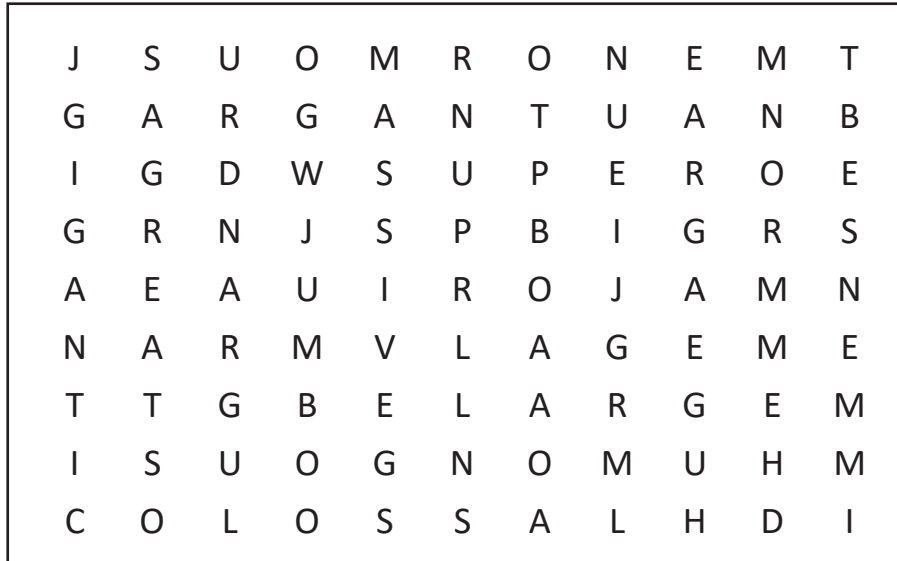 J S U O M R O N E M T
G A R G A N T U A N B
I G D W S U P E R O E
G R N J S P B I G R S
A E A U I R O J A M N
N A R M V L A G E M E
T T G B E L A R G E M
I S U O G N O M U H M
C O L O S S A L H D I